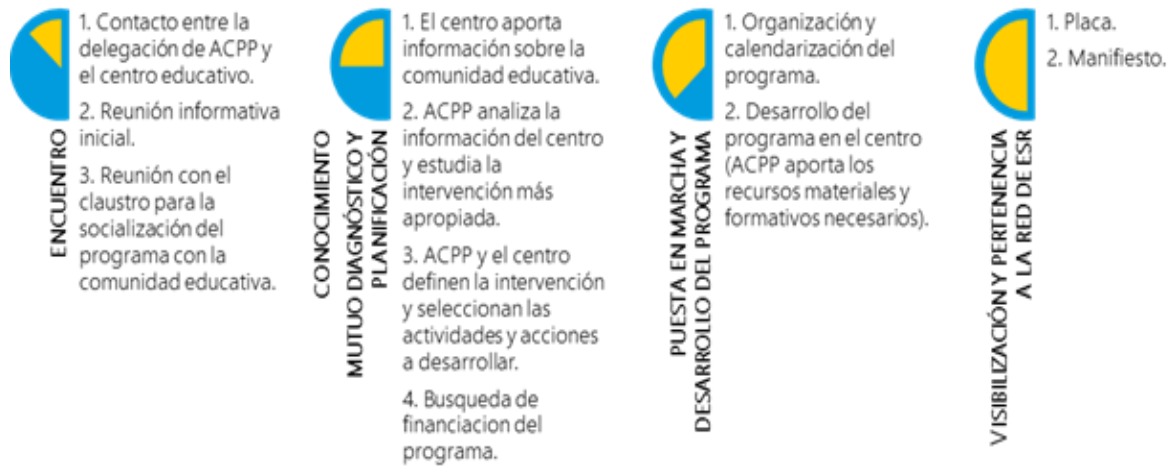 ENCUENTRO
1. Contacto entre la
delegación de ACPP y
el centro educativo.
2. Reunión informativa
inicial.
3. Reunión con el
claustro para la
socialización del
programa con la
comunidad educativa.
CONOCIMIENTO
MUTUO DIAGNÓSTICO Y
PLANIFICACIÓN
1. El centro aporta
información sobre la
comunidad educativa.
2. ACPP analiza la
información del centro
y estudia la
intervención más
apropiada.
3. ACPP y el centro
definen la intervención
y seleccionan las
actividades y acciones
a desarrollar.
4. Busqueda de
financiacion del
programa.
PUESTA EN MARCHA Y
DESARROLLO DEL PROGRAMA
1. Organización y
calendarización del
programa.
2. Desarrollo del
programa en el centro
(ACPP aporta los
recursos materiales y
formativos necesarios).
VISIBILIZACIÓN Y PERTENENCIA
A LA RED DE ESR
1. Placa.
2. Manifiesto.